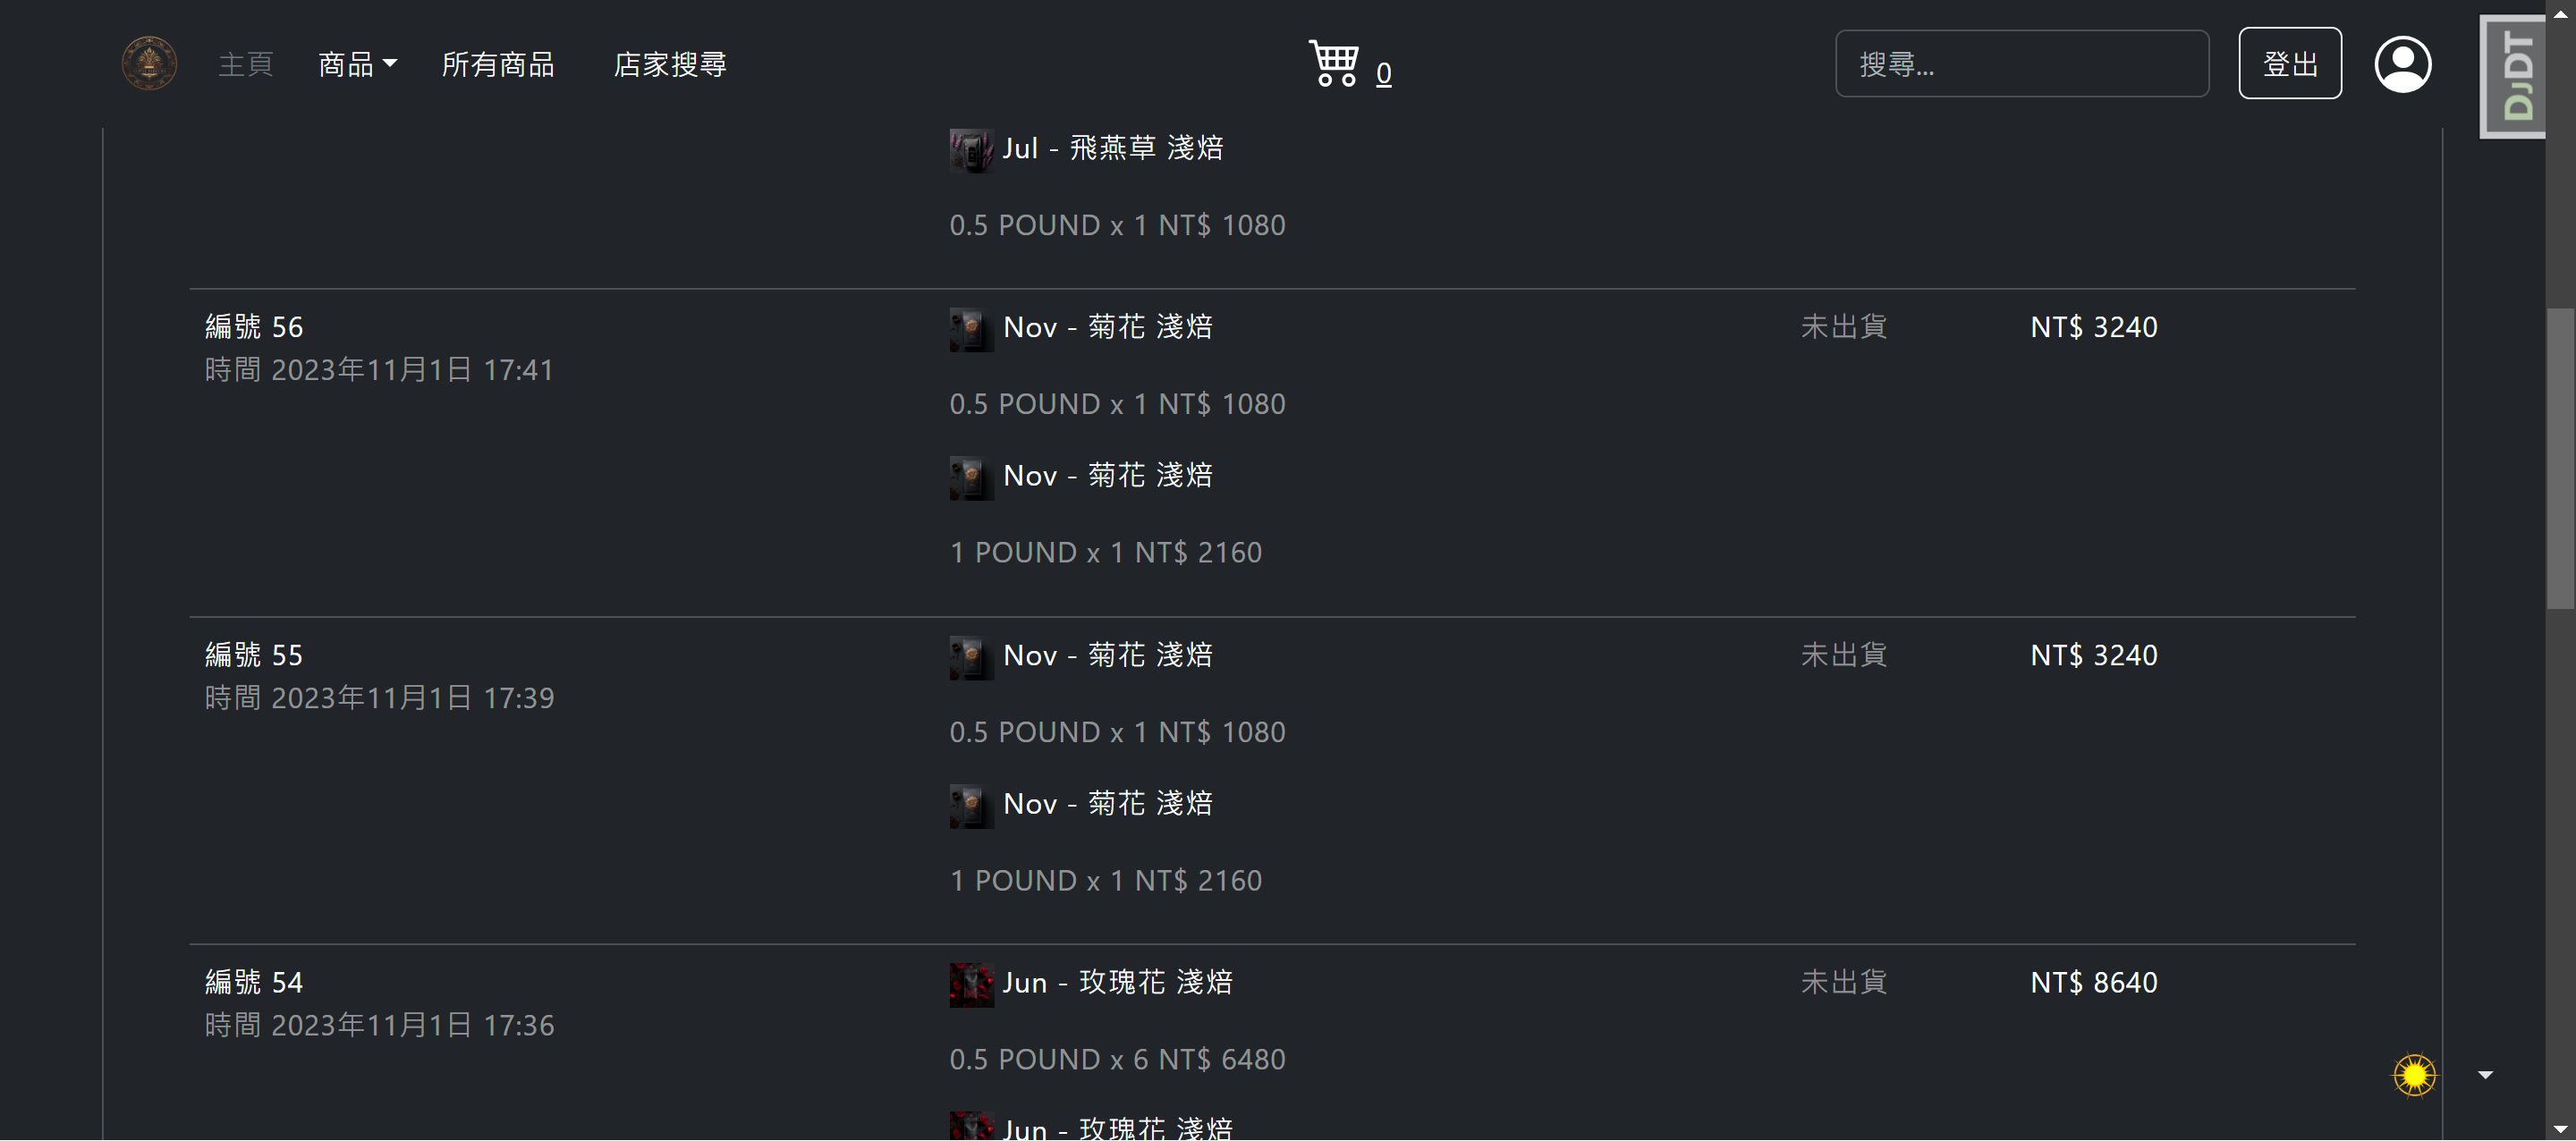 主頁
商品
所有商品
店家搜尋
0
搜尋...
登出
DJDT
Jul - 飛燕草 淺焙
0.5 POUND x 1 NT$ 1080
編號 56
時間 2023年11月1日 17:41
Nov - 菊花 淺焙
0.5 POUND x 1 NT$ 1080
Nov - 菊花 淺焙
1 POUND x 1 NT$ 2160
未出貨
NT$ 3240
編號 55
時間 2023年11月1日 17:39
Nov - 菊花 淺焙
0.5 POUND x 1 NT$ 1080
Nov - 菊花 淺焙
1 POUND x 1 NT$ 2160
未出貨
NT$ 3240
編號 54
時間 2023年11月1日 17:36
Jun - 玫瑰花 淺焙
0.5 POUND x 6 NT$ 6480
Jun - 玫瑰花 淺焙
未出貨
NT$ 8640